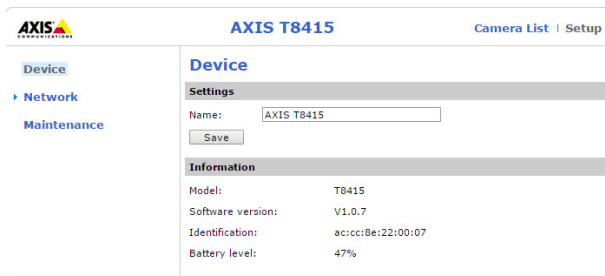 AXIS
COMMUNICATIONS
AXIS T8415
Camera List | Setup
Device
Network
Maintenance
Device
Settings
Name: AXIS T8415
Save
Information
Model: T8415
Software version: V1.0.7
Identification: ac:cc:8e:22:00:07
Battery level: 47%